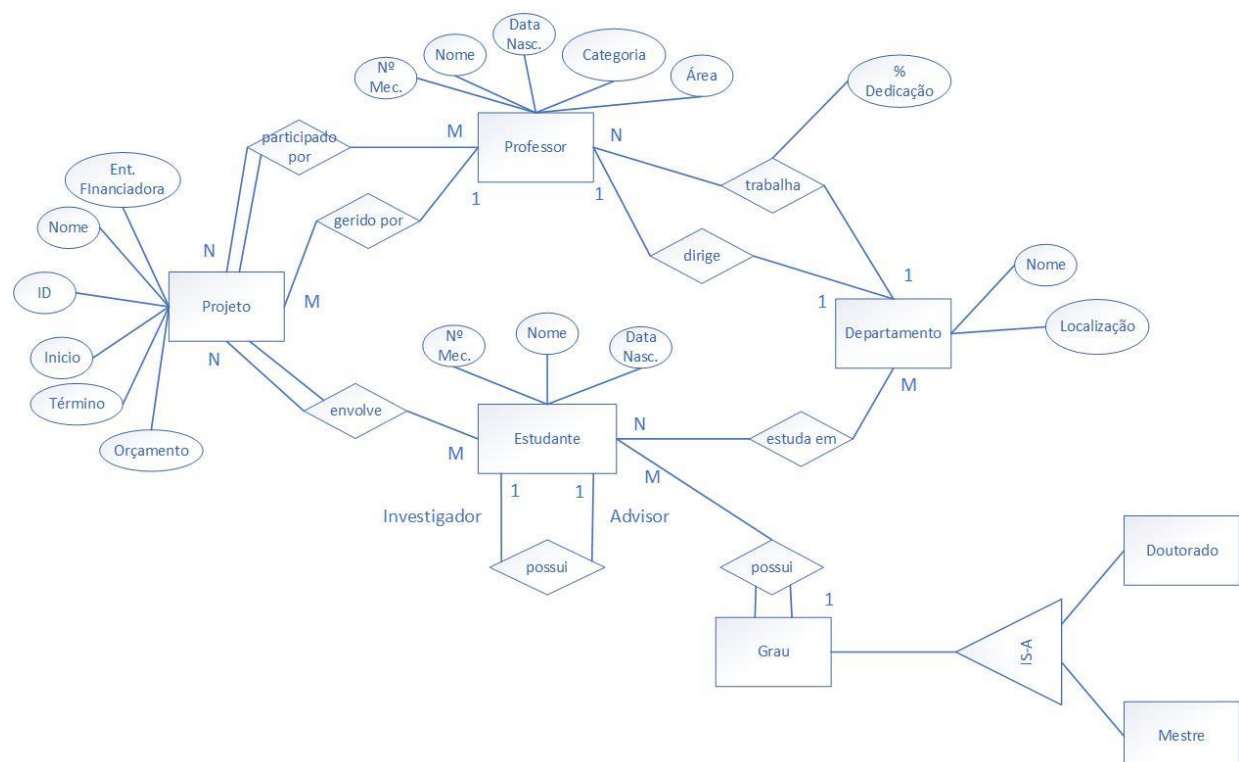 Data
Nasc.
Nome
Categoria
Nº
Mec.
Área
%
Dedicação
participado
por
M
Professor
N
Ent.
FInanciadora
1
1
trabalha
gerido por
Nome
N
dirige
Nome
ID
Projeto
M
1
1
Departamento
Localização
Inicio
N
Nº
Mec.
Nome
Data
Nasc.
M
Término
envolve
Orçamento
M
Estudante
N
estuda em
M
1
1
Investigador
Advisor
possui
possui
1
Grau
IS-A
Doutorado
Mestre